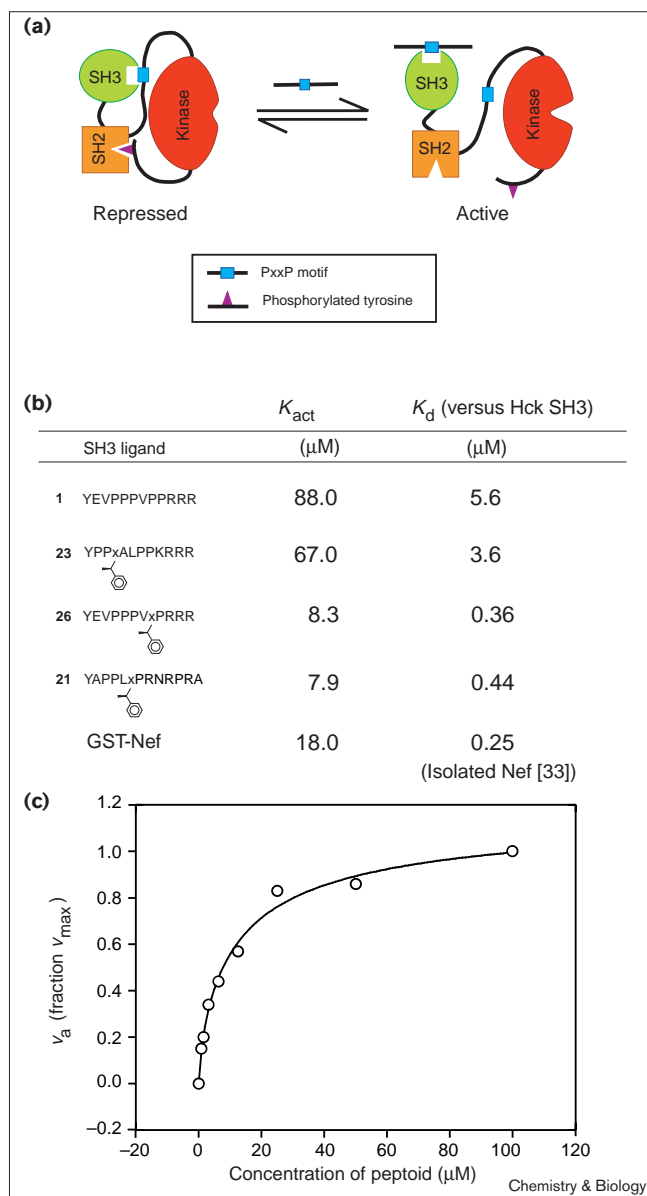 (a)
SH3
SH2
Kinase
SH3
SH2
Kinase
Repressed
Active
PxxP motif
Phosphorylated tyrosine
(b)
Kact Kd (versus Hck SH3)
SH3 ligand (μM) (μM)
1 YEVPPPVPPRRR 88.0 5.6
23 YPPxALPPKRRR 67.0 3.6
26 YEVPPPVxPRRR 8.3 0.36
21 YAPPLxPRNRPRA 7.9 0.44
GST-Nef 18.0 0.25
(Isolated Nef [33])
(c)
1.2
1.0
0.8
0.6
0.4
0.2
0.0
–0.2
va (fraction vmax)
–20 0 20 40 60 80 100 120
Concentration of peptoid (μM)
Chemistry & Biology